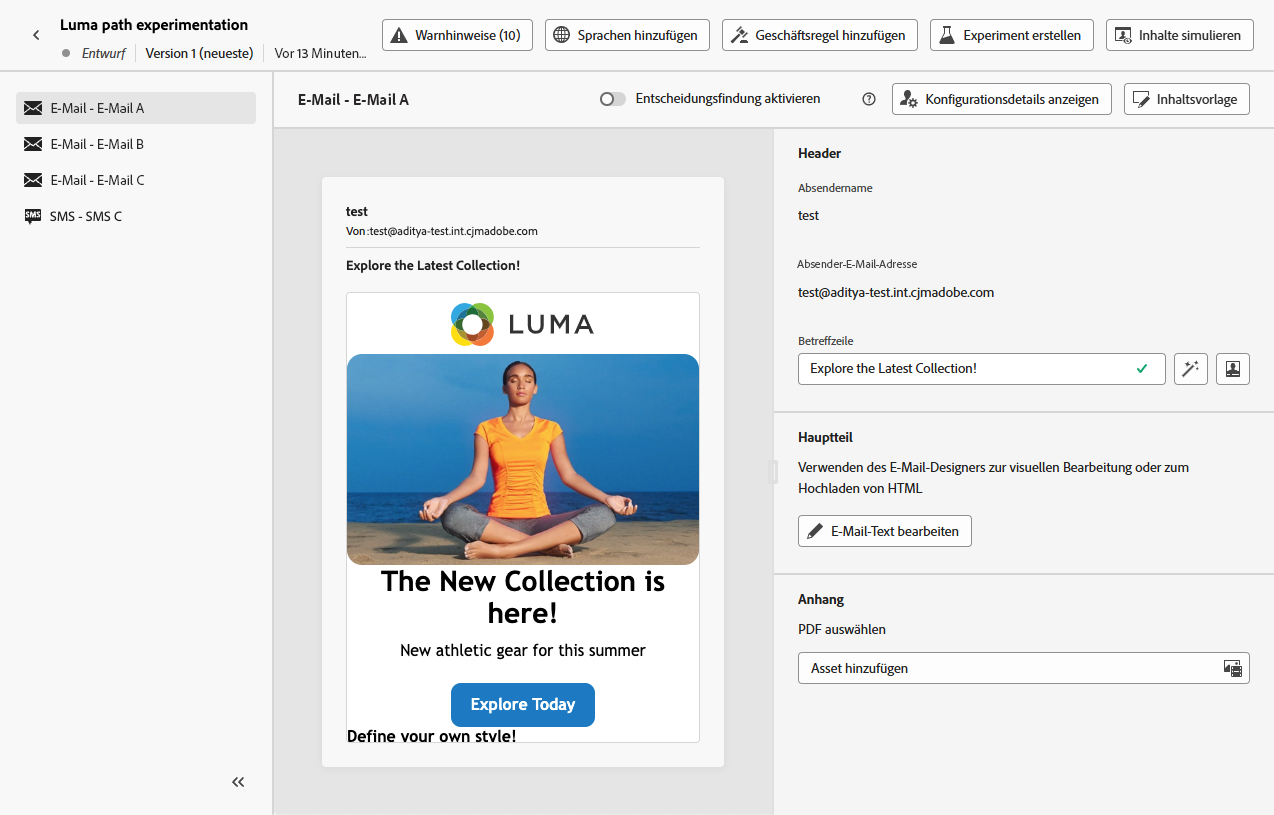 Luma path experimentation
Entwurf
Version 1 (neueste)
Vor 13 Minuten...
Warnhinweise (10)
Sprachen hinzufügen
Geschäftsregel hinzufügen
Experiment erstellen
Inhalte simulieren
E-Mail - E-Mail A
E-Mail - E-Mail B
E-Mail - E-Mail C
SMS
SMS - SMS C
E-Mail - E-Mail A
Entscheidungsfindung aktivieren
Konfigurationsdetails anzeigen
Inhaltsvorlage
test
Von:test@aditya-test.int.cjmadobe.com
Explore the Latest Collection!
LUMA
The New Collection is
here!
New athletic gear for this summer
Explore Today
Define your own style!
Header
Absendername
test
Absender-E-Mail-Adresse
test@aditya-test.int.cjmadobe.com
Betreffzeile
Explore the Latest Collection!
Hauptteil
Verwenden des E-Mail-Designers zur visuellen Bearbeitung oder zum
Hochladen von HTML
E-Mail-Text bearbeiten
Anhang
PDF auswählen
Asset hinzufügen